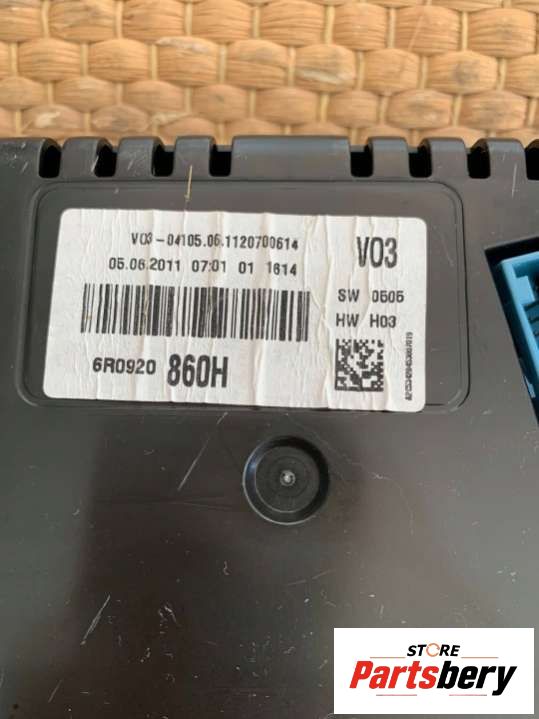 V03-04105.06.1120700614
V03
05.06.2011 07:01 01 1614
SW 0505
HW H03
6R0920 860H
STORE
Partsbery